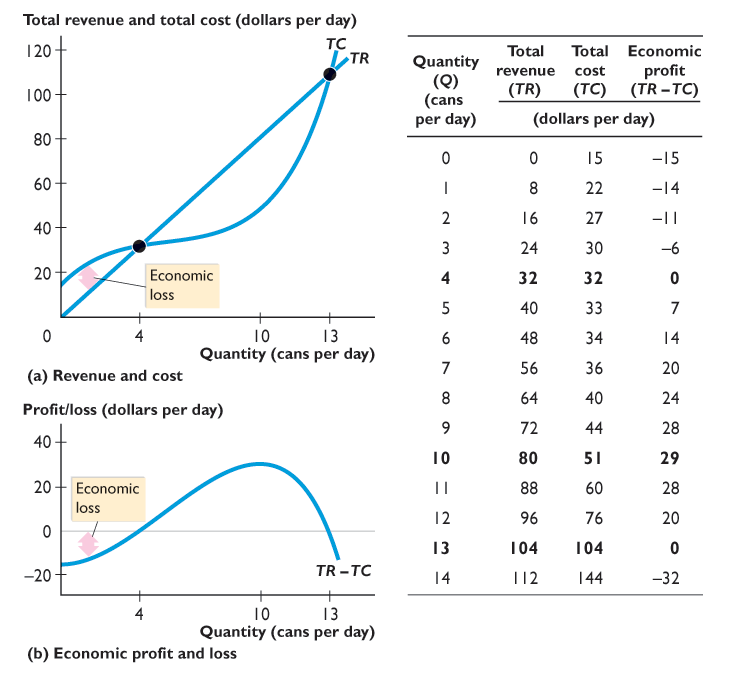 Total revenue and total cost (dollars per day)
120
100
80
60
40
20
0
TC
TR
Economic
loss
4 10 13
Quantity (cans per day)
(a) Revenue and cost
Profit/loss (dollars per day)
40
20
0
–20
Economic
loss
TR – TC
4 10 13
Quantity (cans per day)
(b) Economic profit and loss
Quantity (Q) (cans per day) Total revenue (TR) Total cost (TC) Economic profit (TR – TC)
(dollars per day)
0 0 15 –15
1 8 22 –14
2 16 27 –11
3 24 30 –6
4 32 32 0
5 40 33 7
6 48 34 14
7 56 36 20
8 64 40 24
9 72 44 28
10 80 51 29
11 88 60 28
12 96 76 20
13 104 104 0
14 112 144 –32